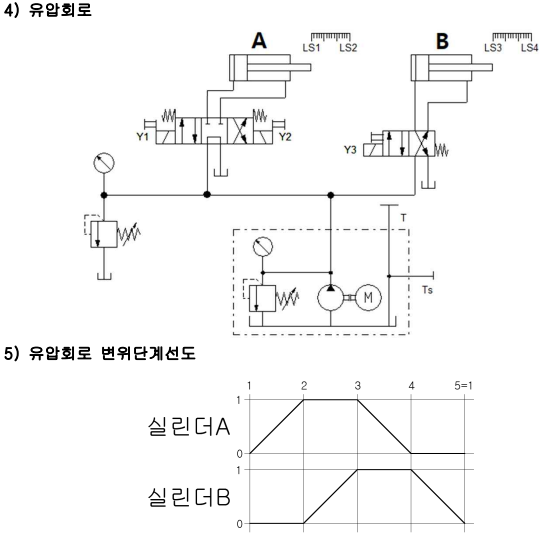 4) 유압회로
A
B
LS1 LS2
LS3 LS4
Y1
Y2
Y3
T
Ts
M
5) 유압회로 변위단계선도
1 2 3 4 5=1
1
실린더A
0
1
실린더B
0